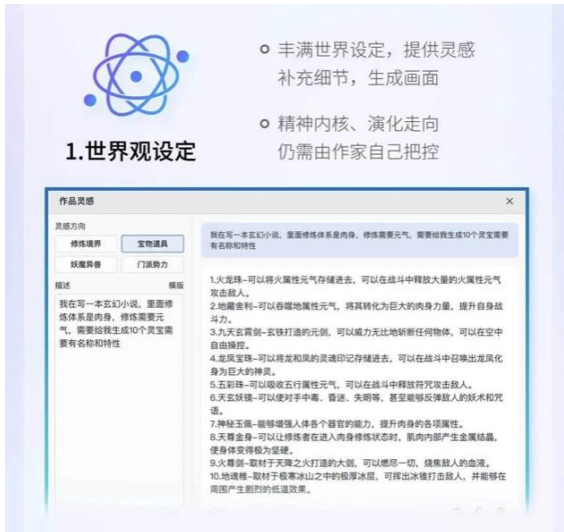 丰满世界设定，提供灵感
补充细节，生成画面
精神内核、演化走向
仍需由作家自己把控
1.世界观设定
作品灵感
灵感方向
修炼境界
宝物道具
妖魔异兽
门派势力
描述
模版
我在写一本玄幻小说，里面修
炼体系是肉身，修炼需要元
气，需要给我生成10个灵宝需
要有名称和特性
我在写一本玄幻小说，里面修炼体系是肉身，修炼需要元气，需要给我生成10个灵宝需要
有名称和特性
1.火龙珠–可以将火属性元气存储进去，可以在战斗中释放大量的火属性元气
攻击敌人。
2.地藏舍利–可以吞噬地属性元气，将其转化为巨大的肉身力量，提升自身战
斗力。
3.九天玄霄剑–玄铁打造的元剑，可以威力无比地斩断任何物体，可以在空中
自由操控。
4.龙凤宝珠–可以将龙和凤的灵魂印记存储进去，可以在战斗中召唤出龙凤化
身为巨大的神灵。
5.五彩珠–可以吸收五行属性元气，可以在战斗中释放符咒攻击敌人。
6.天玄妖镜–可以使对手中毒、昏迷、失明等，甚至能够反弹敌人的妖术和咒
语。
7.神秘玉佩–能够增强人体各个器官的能力，提升肉身的各项属性。
8.天尊金身–可以让修炼者在进入肉身修炼状态时，肌肉内部产生金属结晶，
使身体变得极为坚硬。
9.火尊剑–取材于天降之火打造的大剑，可以燃尽一切，烧焦敌人的血液。
10.地魂椎–取材于极寒冰山之中的极厚冰层，可挥出冰锥打击敌人，并能够在
周围产生剧烈的低温效果。